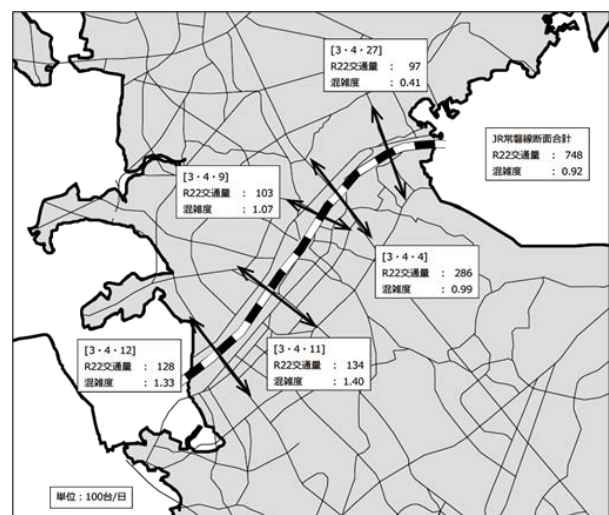 [3・4・27]
R22交通量 : 97
混雑度 : 0.41
JR常磐線断面合計
R22交通量 : 748
混雑度 : 0.92
[3・4・9]
R22交通量 : 103
混雑度 : 1.07
[3・4・4]
R22交通量 : 286
混雑度 : 0.99
[3・4・12]
R22交通量 : 128
混雑度 : 1.33
[3・4・11]
R22交通量 : 134
混雑度 : 1.40
単位：100台/日